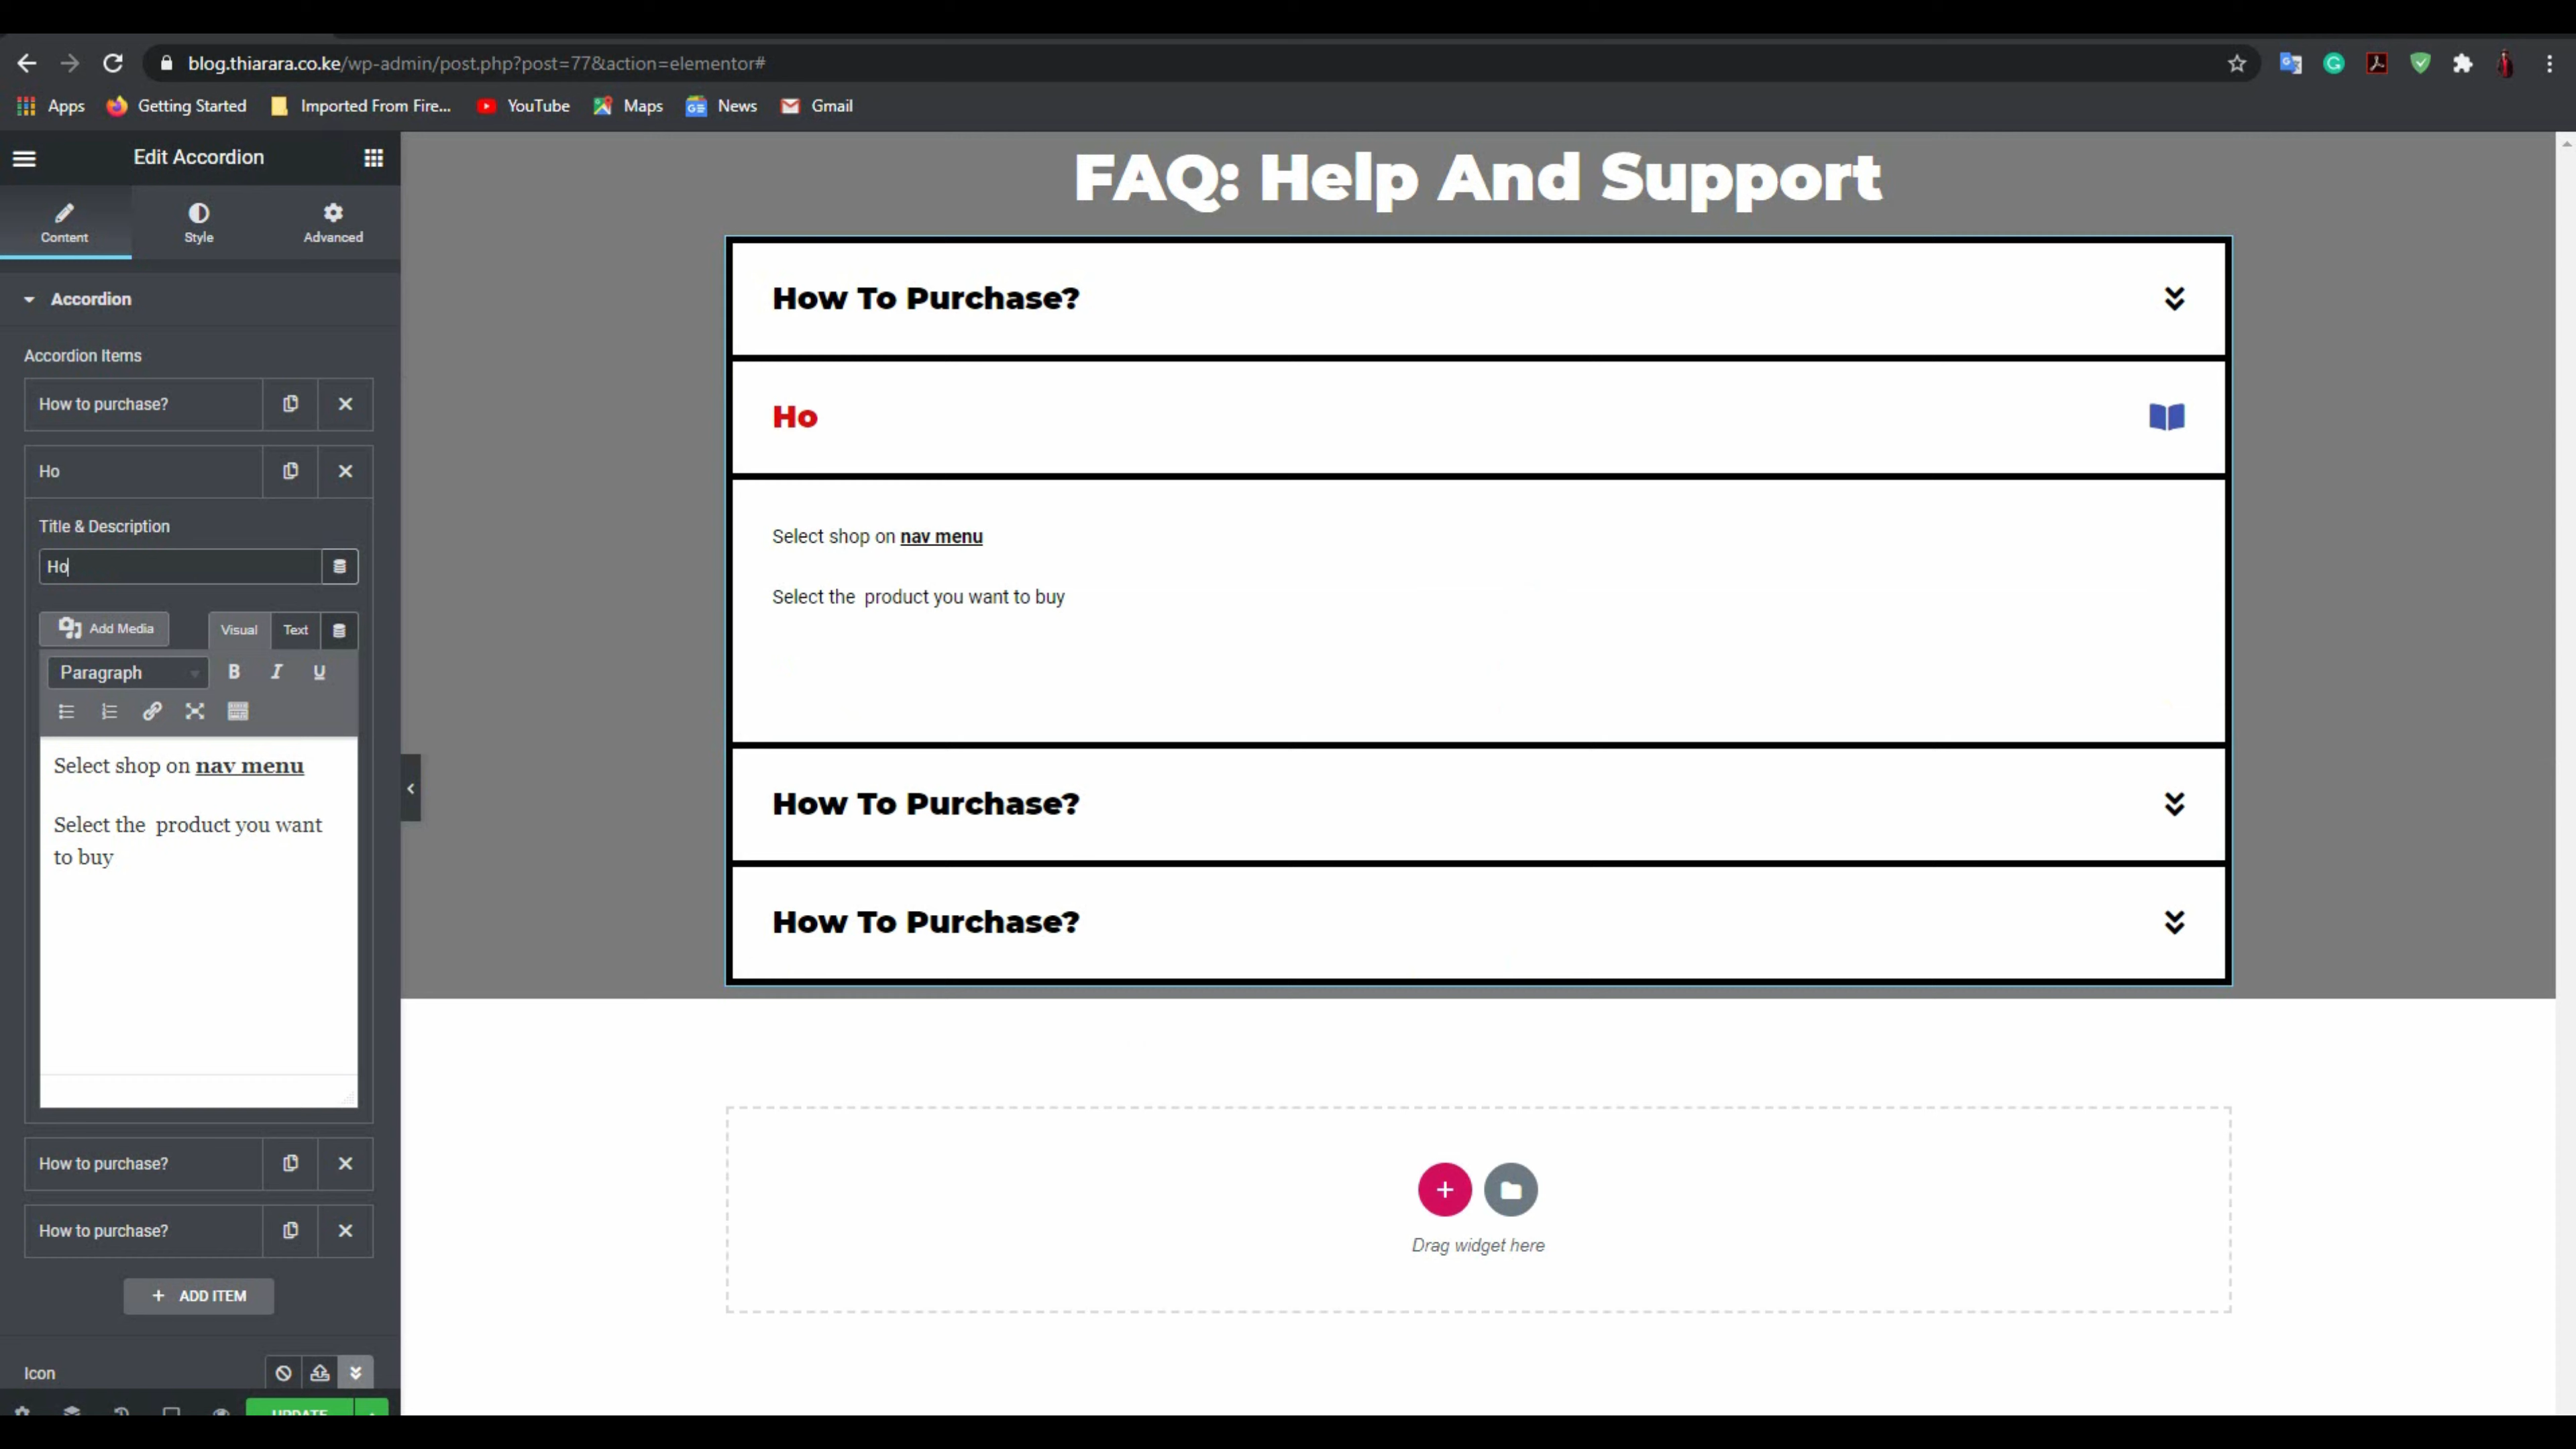 blog.thiarara.co.ke/wp-admin/post.php?post=77&action=elementor#
Apps Getting Started Imported From Fire... YouTube Maps News Gmail
Edit Accordion
Content Style Advanced
Accordion
Accordion Items
How to purchase?
Ho
Title & Description
Ho
Add Media Visual Text
Paragraph B I U
Select shop on nav menu
Select the product you want
to buy
How to purchase?
How to purchase?
+ ADD ITEM
Icon
UPDATE
FAQ: Help And Support
How To Purchase?
Ho
Select shop on nav menu
Select the product you want to buy
How To Purchase?
How To Purchase?
Drag widget here